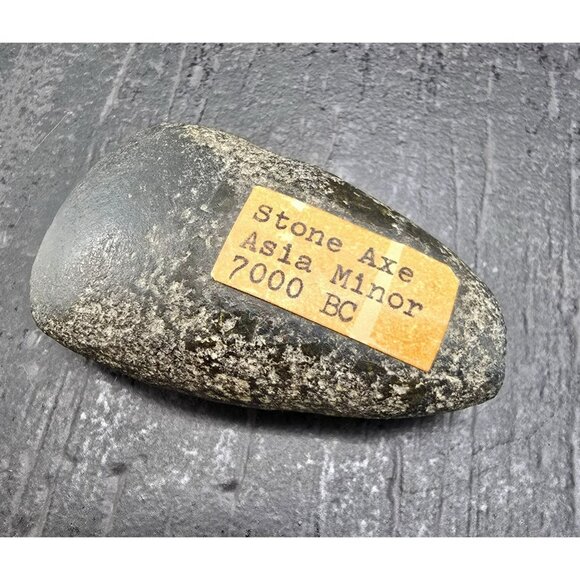 Stone Axe
Asia Minor
7000 BC